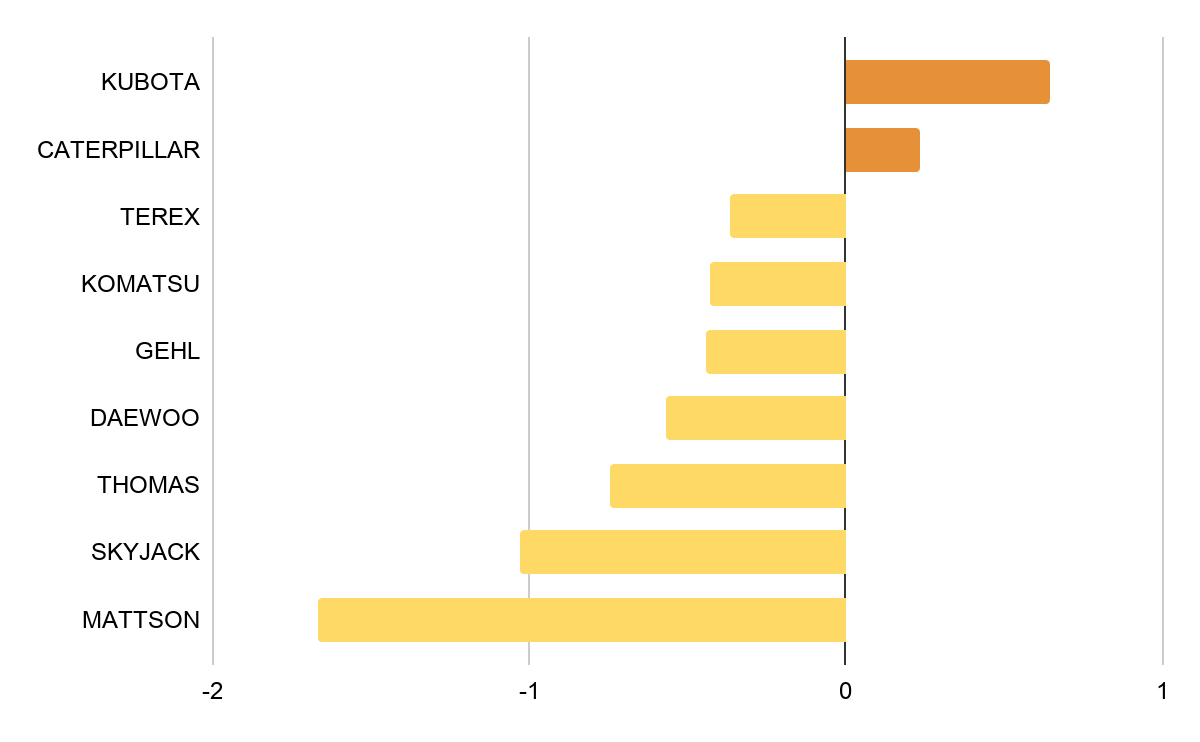 KUBOTA
CATERPILLAR
TEREX
KOMATSU
GEHL
DAEWOO
THOMAS
SKYJACK
MATTSON
-2 -1 0 1